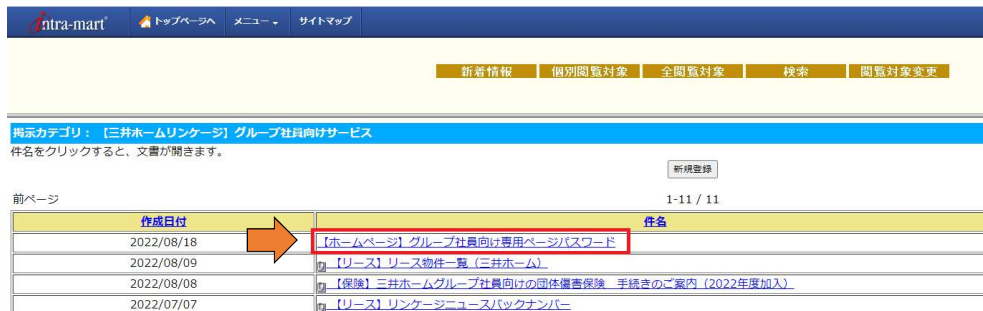 intra-mart トップページへ メニュー サイトマップ
新着情報 個別閲覧対象 全閲覧対象 検索 閲覧対象変更
掲示カテゴリ： 【三井ホームリンケージ】グループ社員向けサービス
件名をクリックすると、文書が開きます。
新規登録
前ページ 1-11 / 11
作成日付 件名
2022/08/18 【ホームページ】グループ社員向け専用ページパスワード
2022/08/09 【リース】リース物件一覧（三井ホーム）
2022/08/08 【保険】三井ホームグループ社員向けの団体傷害保険 手続きのご案内（2022年度加入）
2022/07/07 【リース】リンケージニュースバックナンバー